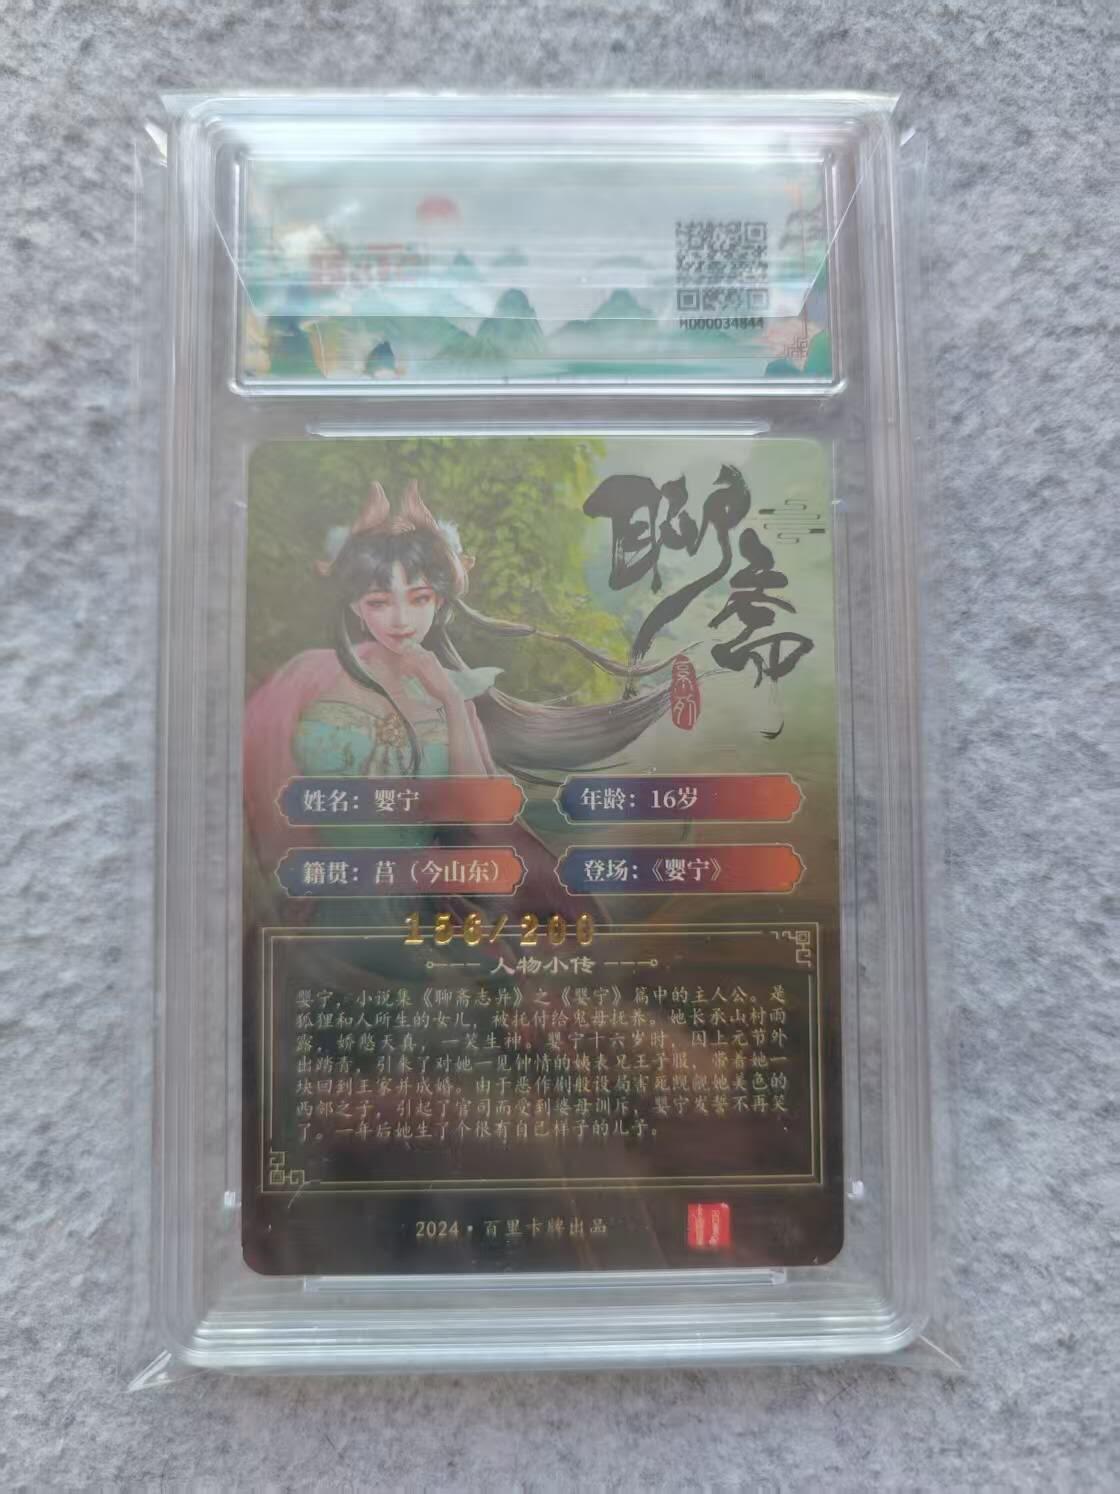 H000034844
聊斋
系列
姓名：婴宁
年龄：16岁
籍贯：莒（今山东）
登场：《婴宁》
156/200
人物小传
婴宁，小说集《聊斋志异》之《婴宁》篇中的主人公。是
狐狸和人所生的女儿，被托付给鬼母抚养。她长承山村雨
露，娇憨天真，一笑生神。婴宁十六岁时，因上元节外
出踏青，引来了对她一见钟情的姨表兄王子服，带着她一
块回到王家并成婚。由于恶作剧般设局害死觊觎她美色的
西邻之子，引起了官司而受到婆母训斥，婴宁发誓不再笑
了。一年后她生了个很有自己样子的儿子。
2024·百里卡牌出品